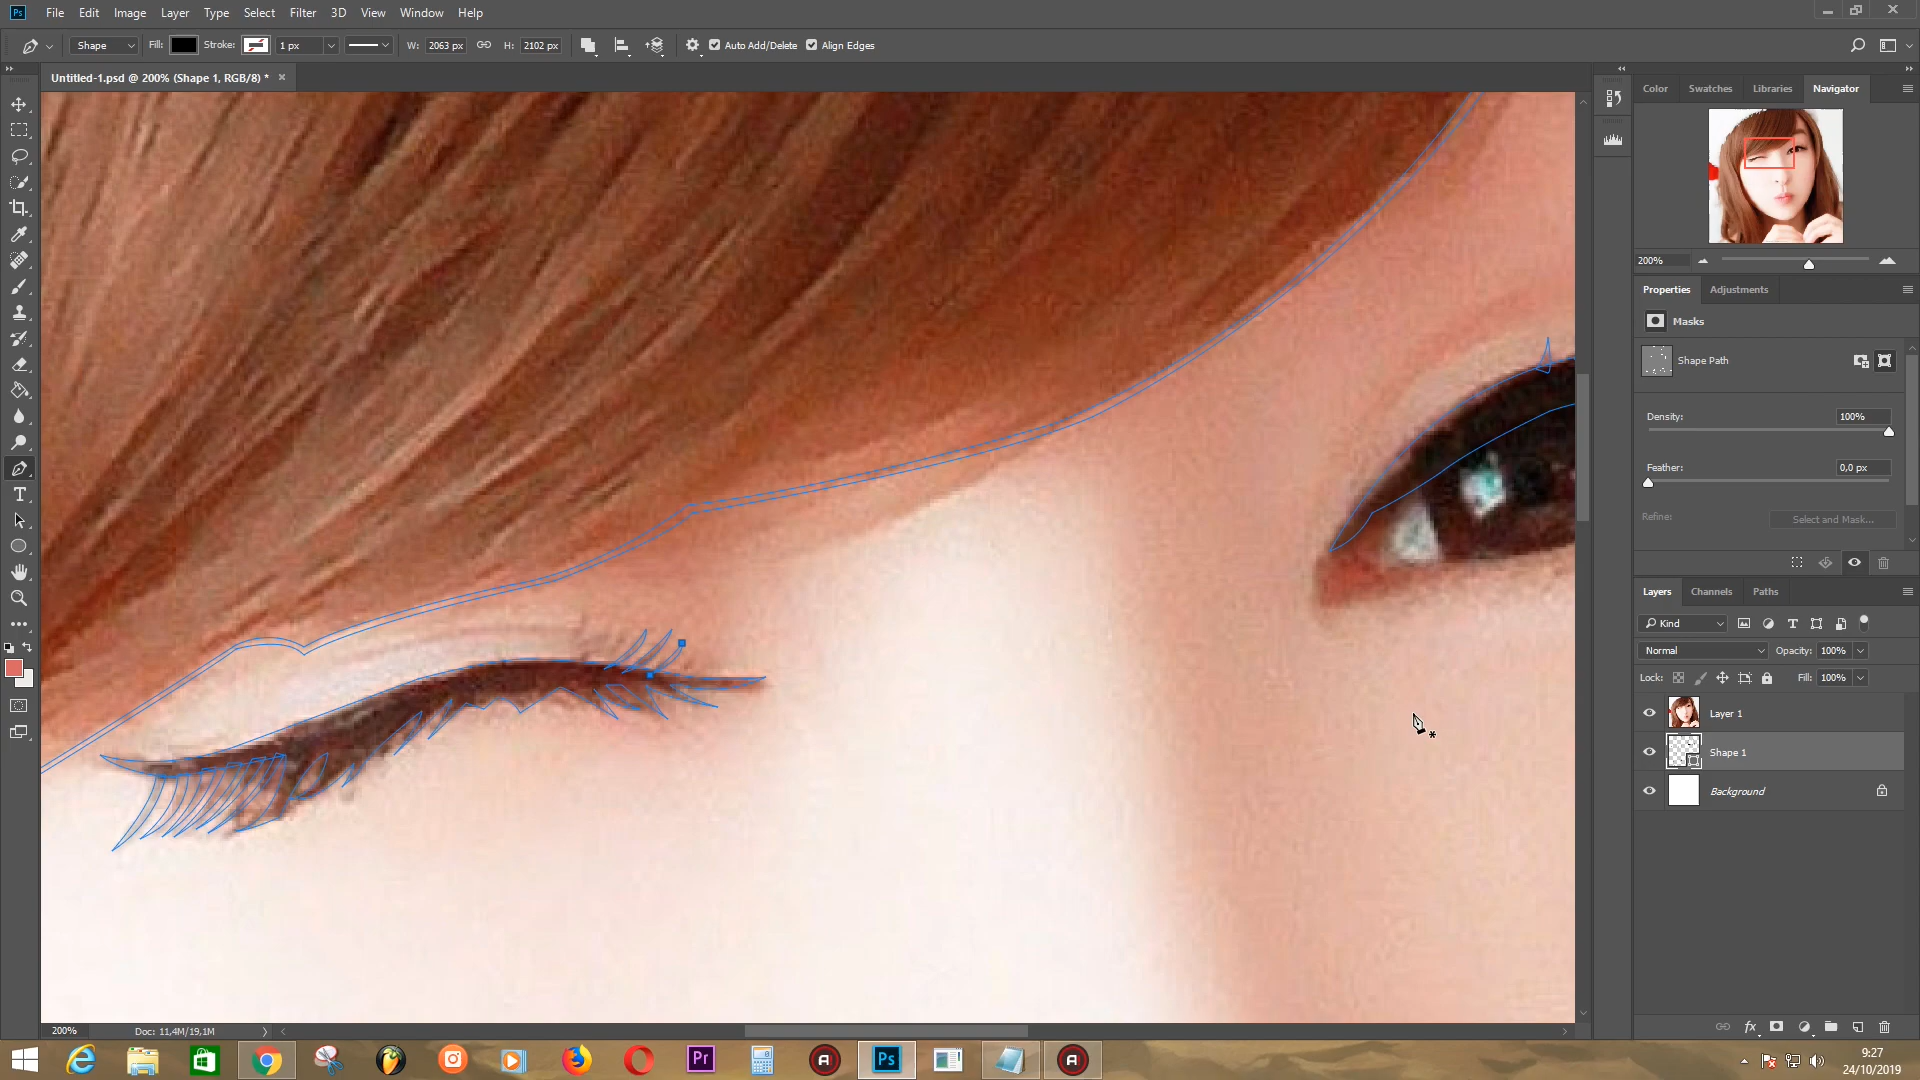 Ps File Edit Image Layer Type Select Filter 3D View Window Help
Shape Fill: Stroke: 1 px W: 2063 px H: 2102 px Auto Add/Delete Align Edges
Untitled-1.psd @ 200% (Shape 1, RGB/8) *
Color Swatches Libraries Navigator
200%
Properties Adjustments
Masks
Shape Path
Density: 100%
Feather: 0,0 px
Refine: Select and Mask...
Layers Channels Paths
Kind
Normal Opacity: 100%
Lock: Fill: 100%
Layer 1
Shape 1
Background
200% Doc: 11,4M/19,1M
Pr Ps
9:27
24/10/2019